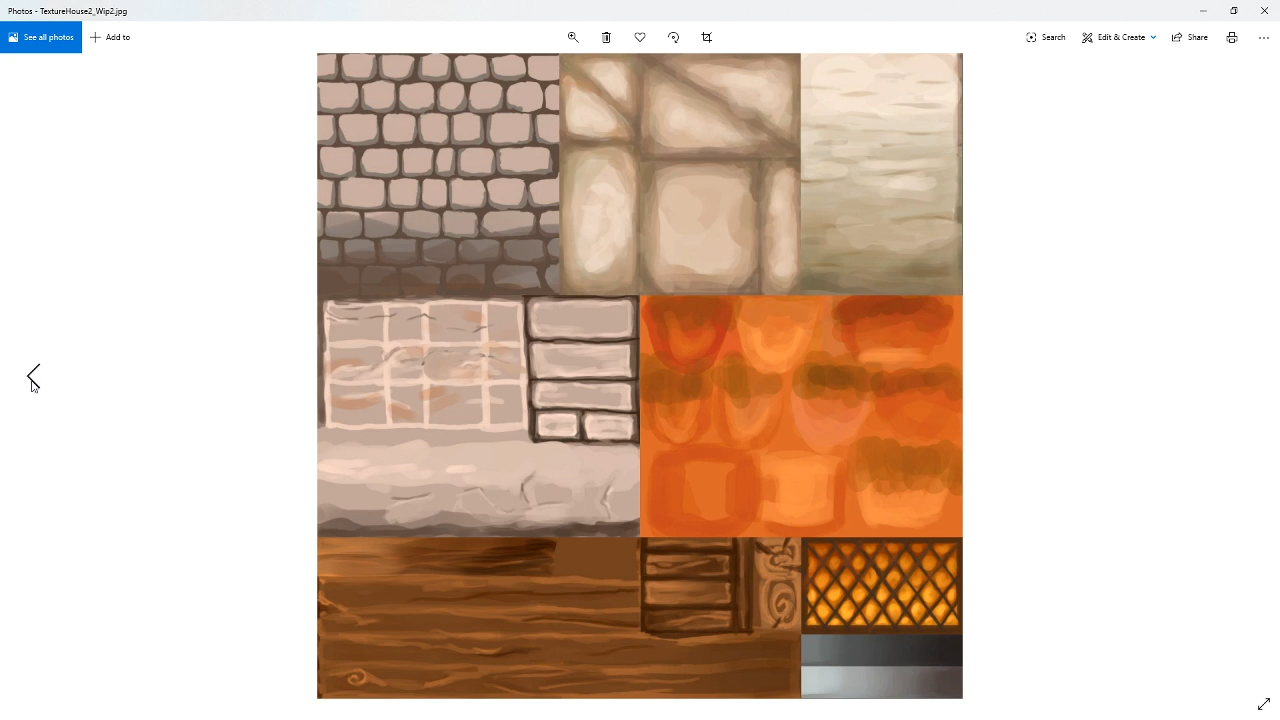 Photos - TextureHouse2_Wip2.jpg
See all photos
Add to
Search
Edit & Create
Share